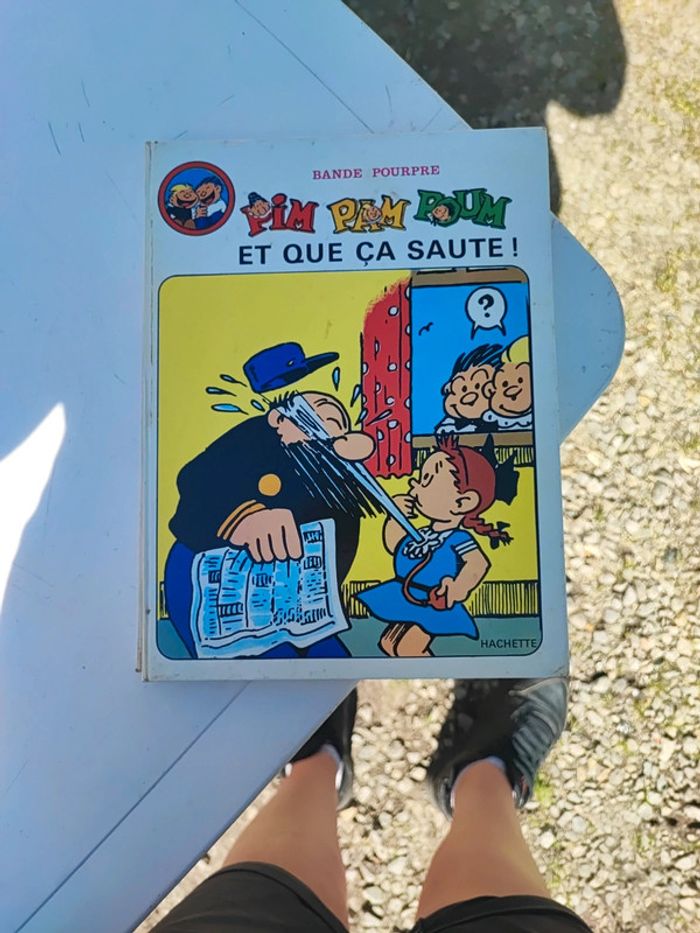 BANDE POURPRE
PIM PAM POUM
ET QUE ÇA SAUTE !
?
HACHETTE